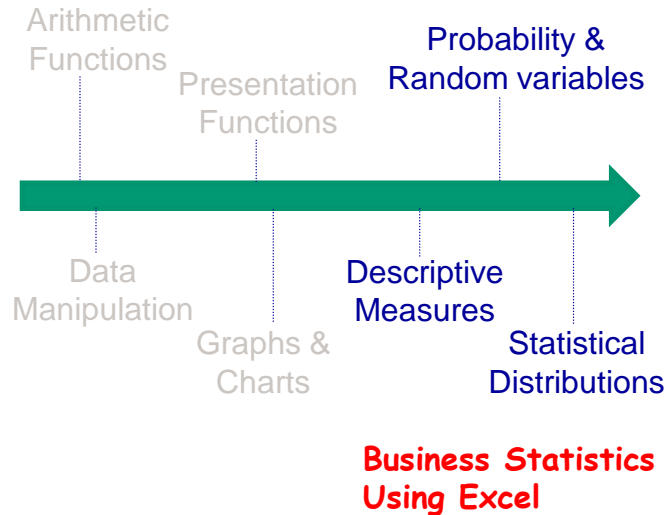 Arithmetic
Functions
Presentation
Functions
Probability &
Random variables
Data
Manipulation
Graphs &
Charts
Descriptive
Measures
Statistical
Distributions
Business Statistics
Using Excel